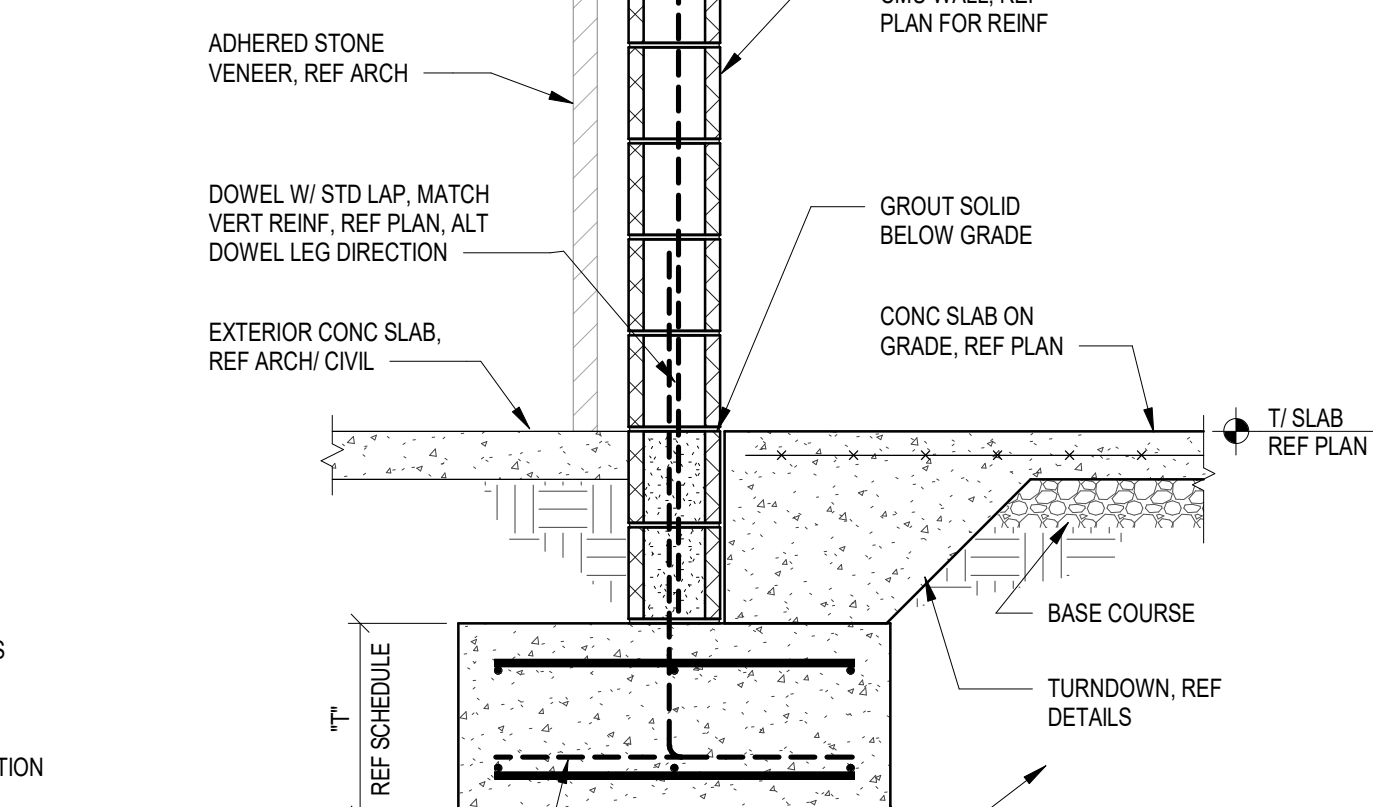 PLAN FOR REINF
ADHERED STONE
VENEER, REF ARCH
DOWEL W/ STD LAP, MATCH
VERT REINF, REF PLAN, ALT
DOWEL LEG DIRECTION
GROUT SOLID
BELOW GRADE
EXTERIOR CONC SLAB,
REF ARCH/ CIVIL
CONC SLAB ON
GRADE, REF PLAN
T/ SLAB
REF PLAN
BASE COURSE
TURNDOWN, REF
DETAILS
"T"
REF SCHEDULE